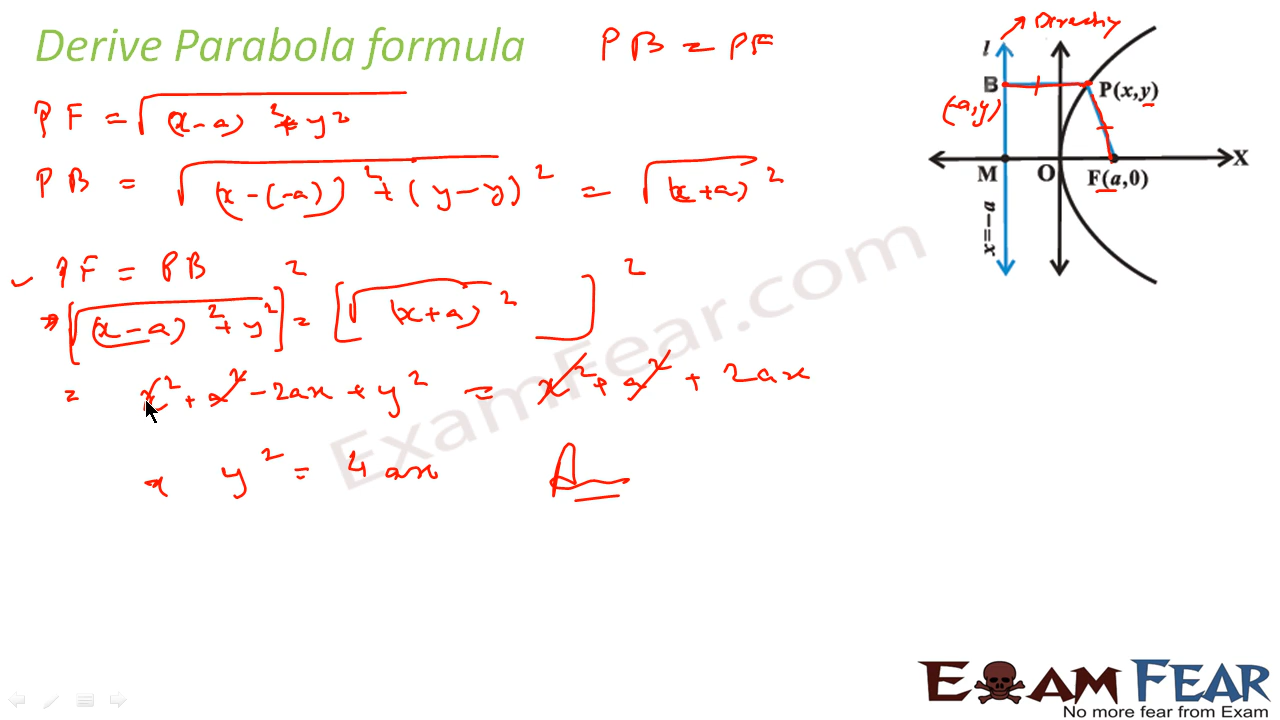 Derive Parabola formula
PB = PF
PF = √(x-a)² + y²
PB = √(x-(-a))² + (y-y)² = √(x+a)²
PF = PB
⇒ [√(x-a)² + y²]² = [√(x+a)²]²
= x² + a² - 2ax + y² = x² + a² + 2ax
y² = 4ax Ans
Directrix
l
B
P(x,y)
(-a,y)
M
O
F(a,0)
X
x=-a
ExamFear.com
EXAM FEAR
No more fear from Exam